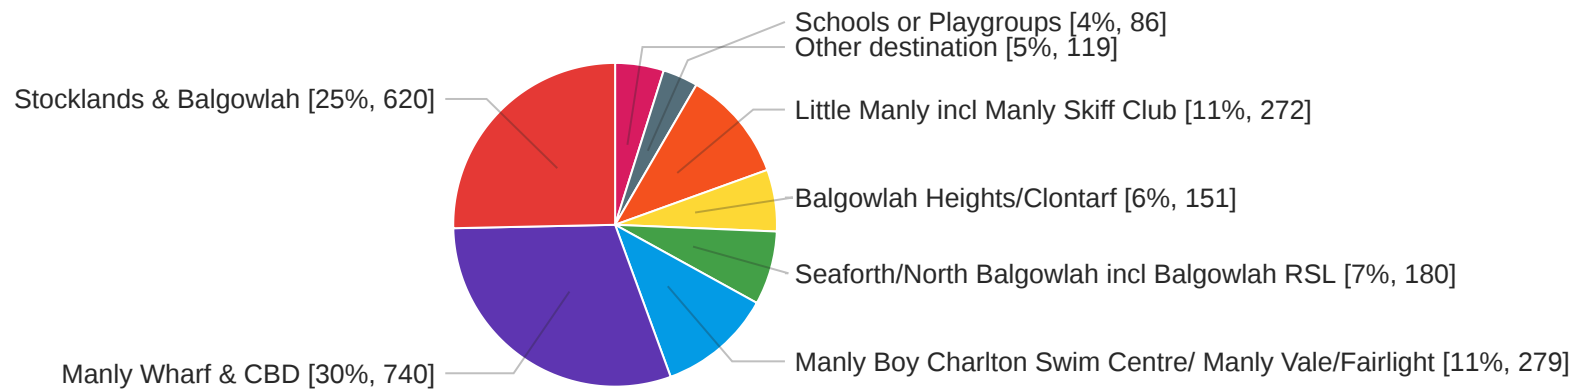 Schools or Playgroups [4%, 86]
Other destination [5%, 119]
Stocklands & Balgowlah [25%, 620]
Little Manly incl Manly Skiff Club [11%, 272]
Balgowlah Heights/Clontarf [6%, 151]
Seaforth/North Balgowlah incl Balgowlah RSL [7%, 180]
Manly Boy Charlton Swim Centre/ Manly Vale/Fairlight [11%, 279]
Manly Wharf & CBD [30%, 740]